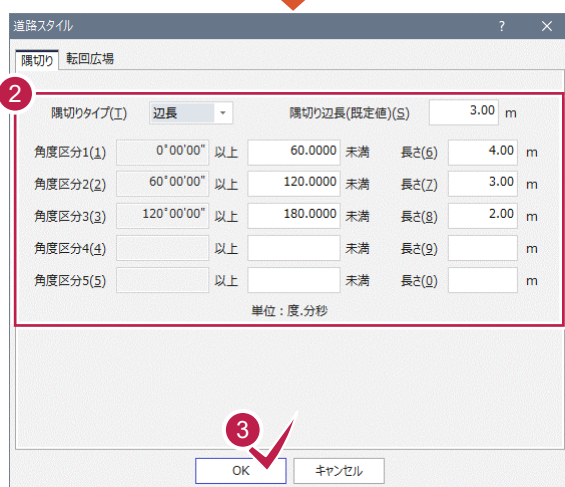 道路スタイル ? ×
隅切り 転回広場
2
隅切りタイプ(T) 辺長 隅切り辺長(既定値)(S) 3.00 m
角度区分1(1) 0°00'00" 以上 60.0000 未満 長さ(6) 4.00 m
角度区分2(2) 60°00'00" 以上 120.0000 未満 長さ(7) 3.00 m
角度区分3(3) 120°00'00" 以上 180.0000 未満 長さ(8) 2.00 m
角度区分4(4) 以上 未満 長さ(9) m
角度区分5(5) 以上 未満 長さ(0) m
単位：度.分秒
3
OK キャンセル